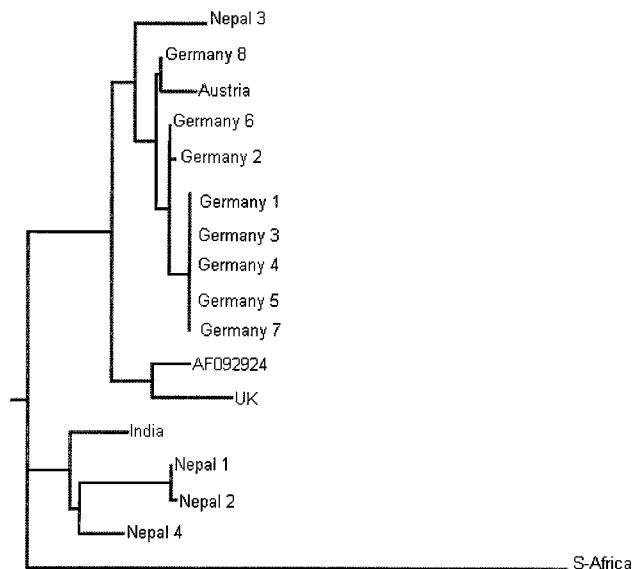 Nepal 3
Germany 8
Austria
Germany 6
Germany 2
Germany 1
Germany 3
Germany 4
Germany 5
Germany 7
AF092924
UK
India
Nepal 1
Nepal 2
Nepal 4
S-Africa